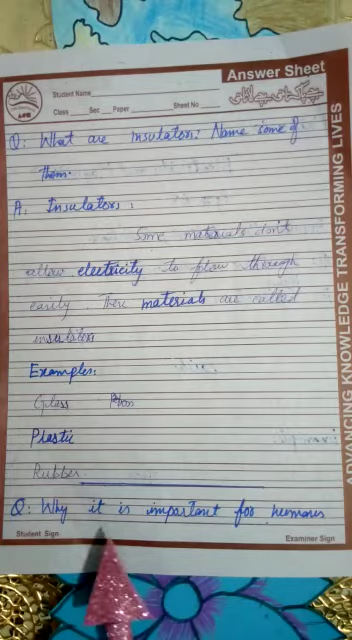 Answer Sheet
Student Name
Class Sec Paper Sheet No
Q: What are insulators? Name some of
them.
A. Insulators:
Some materials don't
allow electricity to flow through
easily. These materials are called
insulators
Examples:
Glass
Plastic
Rubber
Q: Why it is important for humans
Student Sign Examiner Sign
ADVANCING KNOWLEDGE TRANSFORMING LIVES